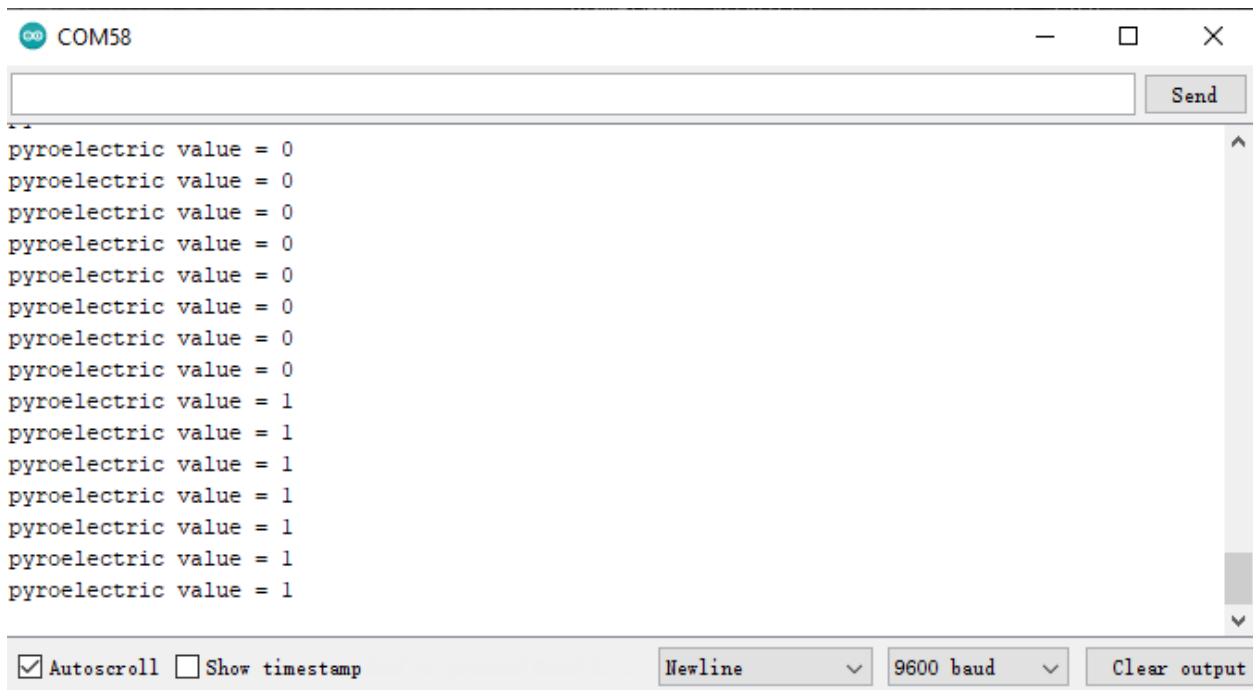 COM58
Send
pyroelectric value = 0
pyroelectric value = 0
pyroelectric value = 0
pyroelectric value = 0
pyroelectric value = 0
pyroelectric value = 0
pyroelectric value = 0
pyroelectric value = 0
pyroelectric value = 1
pyroelectric value = 1
pyroelectric value = 1
pyroelectric value = 1
pyroelectric value = 1
pyroelectric value = 1
pyroelectric value = 1
Autoscroll Show timestamp Newline 9600 baud Clear output